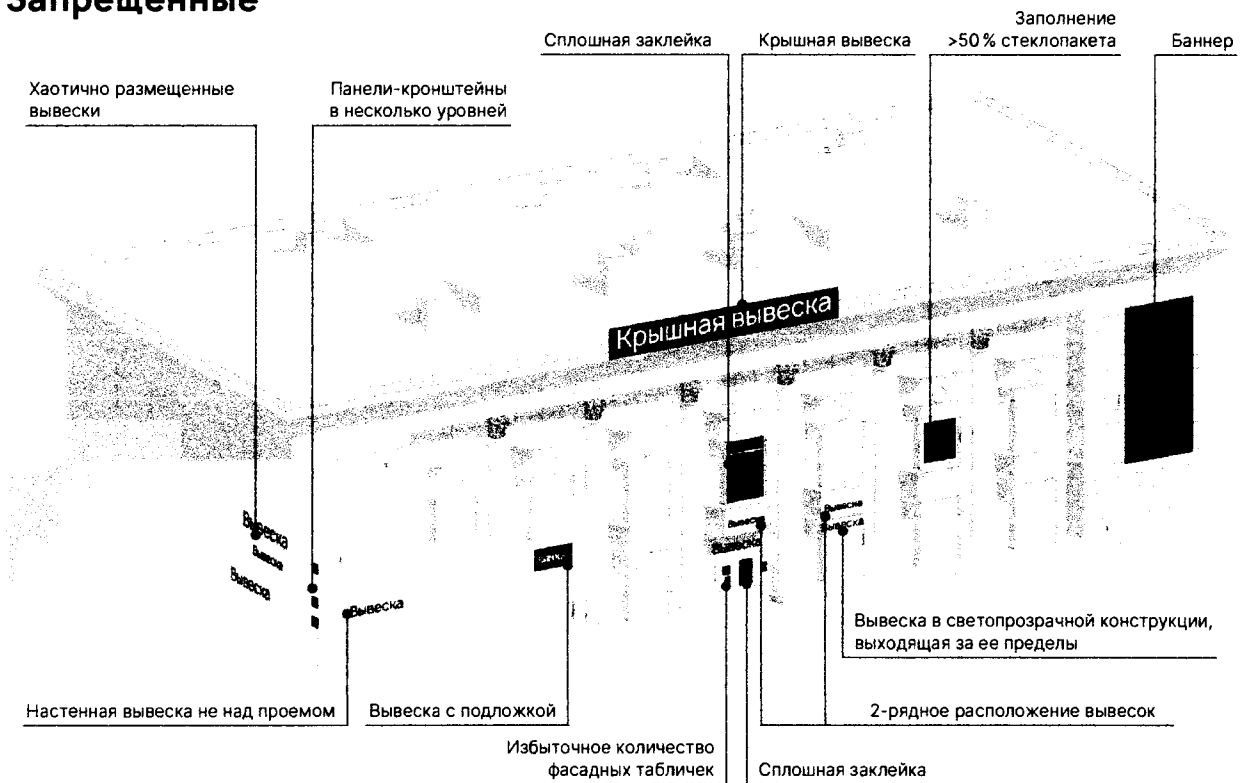 Запрещенные
Заполнение
Сплошная заклейка
Крышная вывеска
>50 % стеклопакета
Баннер
Хаотично размещенные
вывески
Панели-кронштейны
в несколько уровней
Крышная вывеска
Вывеска
Вывеска
Вывеска
Вывеска
Вывеска
Вывеска
Вывеска
Вывеска
Вывеска
Вывеска в светопрозрачной конструкции,
выходящая за ее пределы
Настенная вывеска не над проемом
Вывеска с подложкой
2-рядное расположение вывесок
Избыточное количество
фасадных табличек
Сплошная заклейка